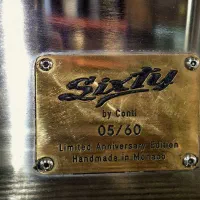 Sixty
by Conti
05/60
Limited Anniversary Edition
Handmade in Monaco